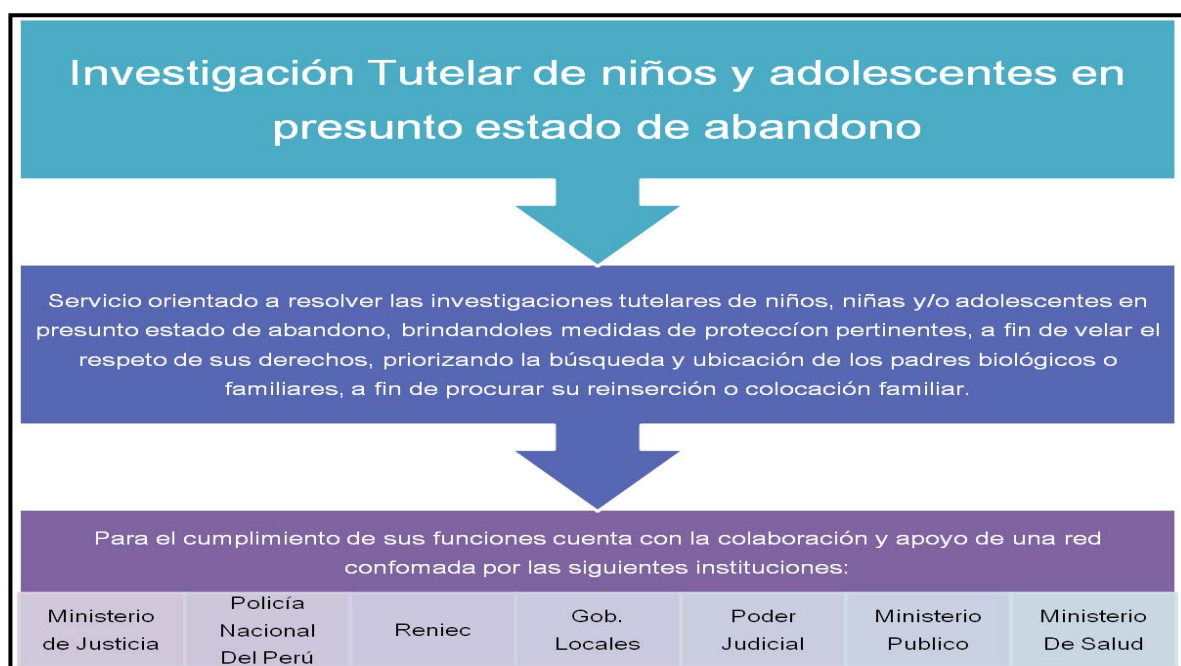 Investigación Tutelar de niños y adolescentes en
presunto estado de abandono
Servicio orientado a resolver las investigaciones tutelares de niños, niñas y/o adolescentes en
presunto estado de abandono, brindandoles medidas de proteccíon pertinentes, a fin de velar el
respeto de sus derechos, priorizando la búsqueda y ubicación de los padres biológicos o
familiares, a fin de procurar su reinserción o colocación familiar.
Para el cumplimiento de sus funciones cuenta con la colaboración y apoyo de una red
confomada por las siguientes instituciones:
Ministerio
de Justicia
Policía
Nacional
Del Perú
Reniec
Gob.
Locales
Poder
Judicial
Ministerio
Publico
Ministerio
De Salud